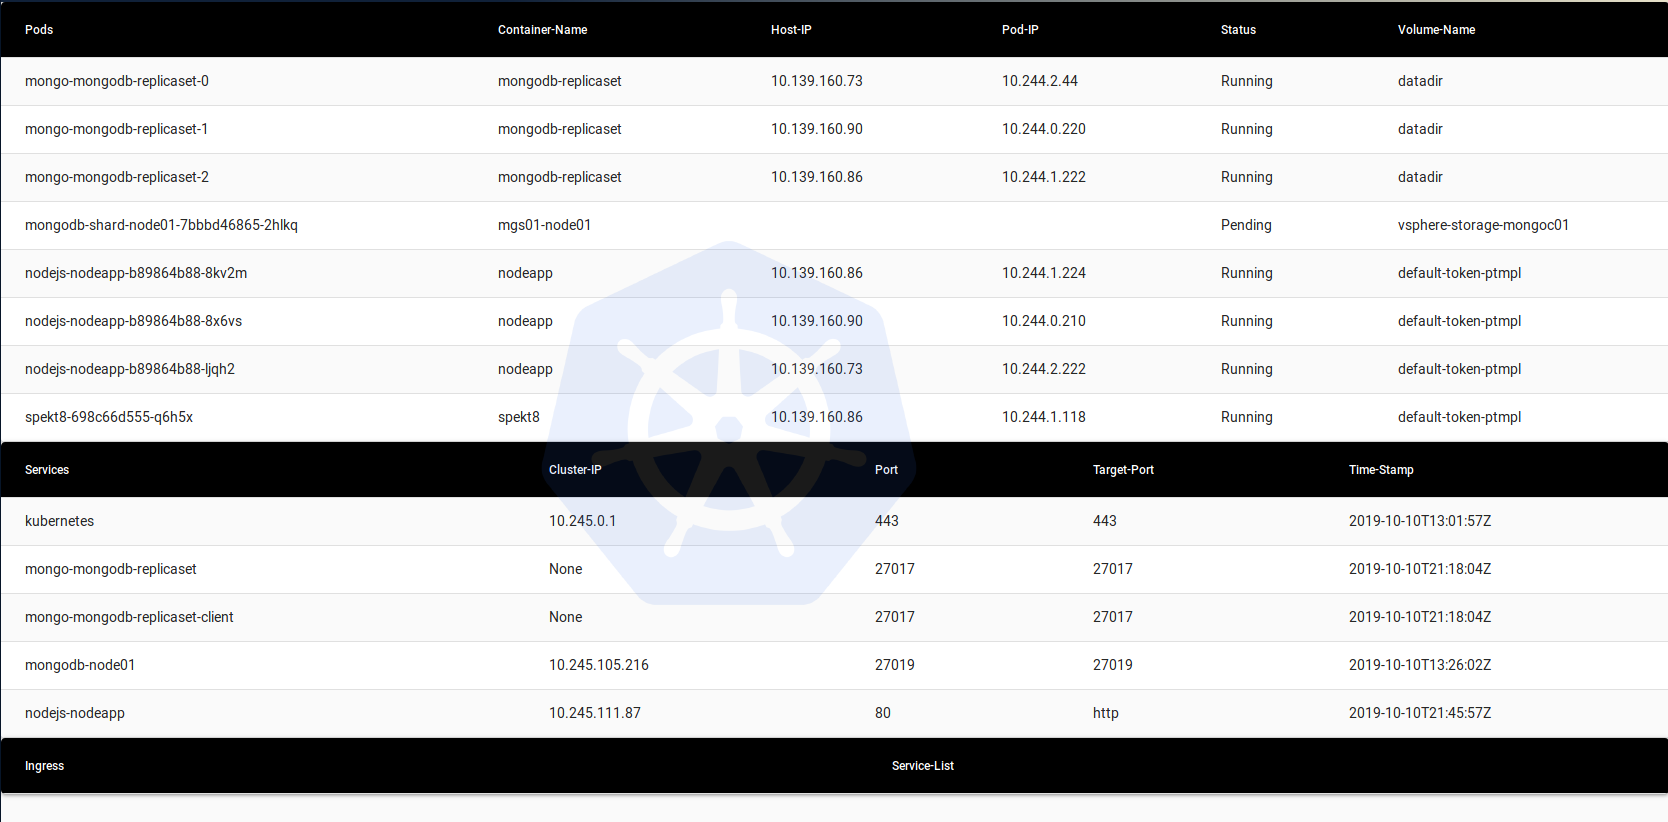 Pods Container-Name Host-IP Pod-IP Status Volume-Name
mongo-mongodb-replicaset-0 mongodb-replicaset 10.139.160.73 10.244.2.44 Running datadir
mongo-mongodb-replicaset-1 mongodb-replicaset 10.139.160.90 10.244.0.220 Running datadir
mongo-mongodb-replicaset-2 mongodb-replicaset 10.139.160.86 10.244.1.222 Running datadir
mongodb-shard-node01-7bbbd46865-2hlkq mgs01-node01 Pending vsphere-storage-mongoc01
nodejs-nodeapp-b89864b88-8kv2m nodeapp 10.139.160.86 10.244.1.224 Running default-token-ptmpl
nodejs-nodeapp-b89864b88-8x6vs nodeapp 10.139.160.90 10.244.0.210 Running default-token-ptmpl
nodejs-nodeapp-b89864b88-ljqh2 nodeapp 10.139.160.73 10.244.2.222 Running default-token-ptmpl
spekt8-698c66d555-q6h5x spekt8 10.139.160.86 10.244.1.118 Running default-token-ptmpl
Services Cluster-IP Port Target-Port Time-Stamp
kubernetes 10.245.0.1 443 443 2019-10-10T13:01:57Z
mongo-mongodb-replicaset None 27017 27017 2019-10-10T21:18:04Z
mongo-mongodb-replicaset-client None 27017 27017 2019-10-10T21:18:04Z
mongodb-node01 10.245.105.216 27019 27019 2019-10-10T13:26:02Z
nodejs-nodeapp 10.245.111.87 80 http 2019-10-10T21:45:57Z
Ingress Service-List